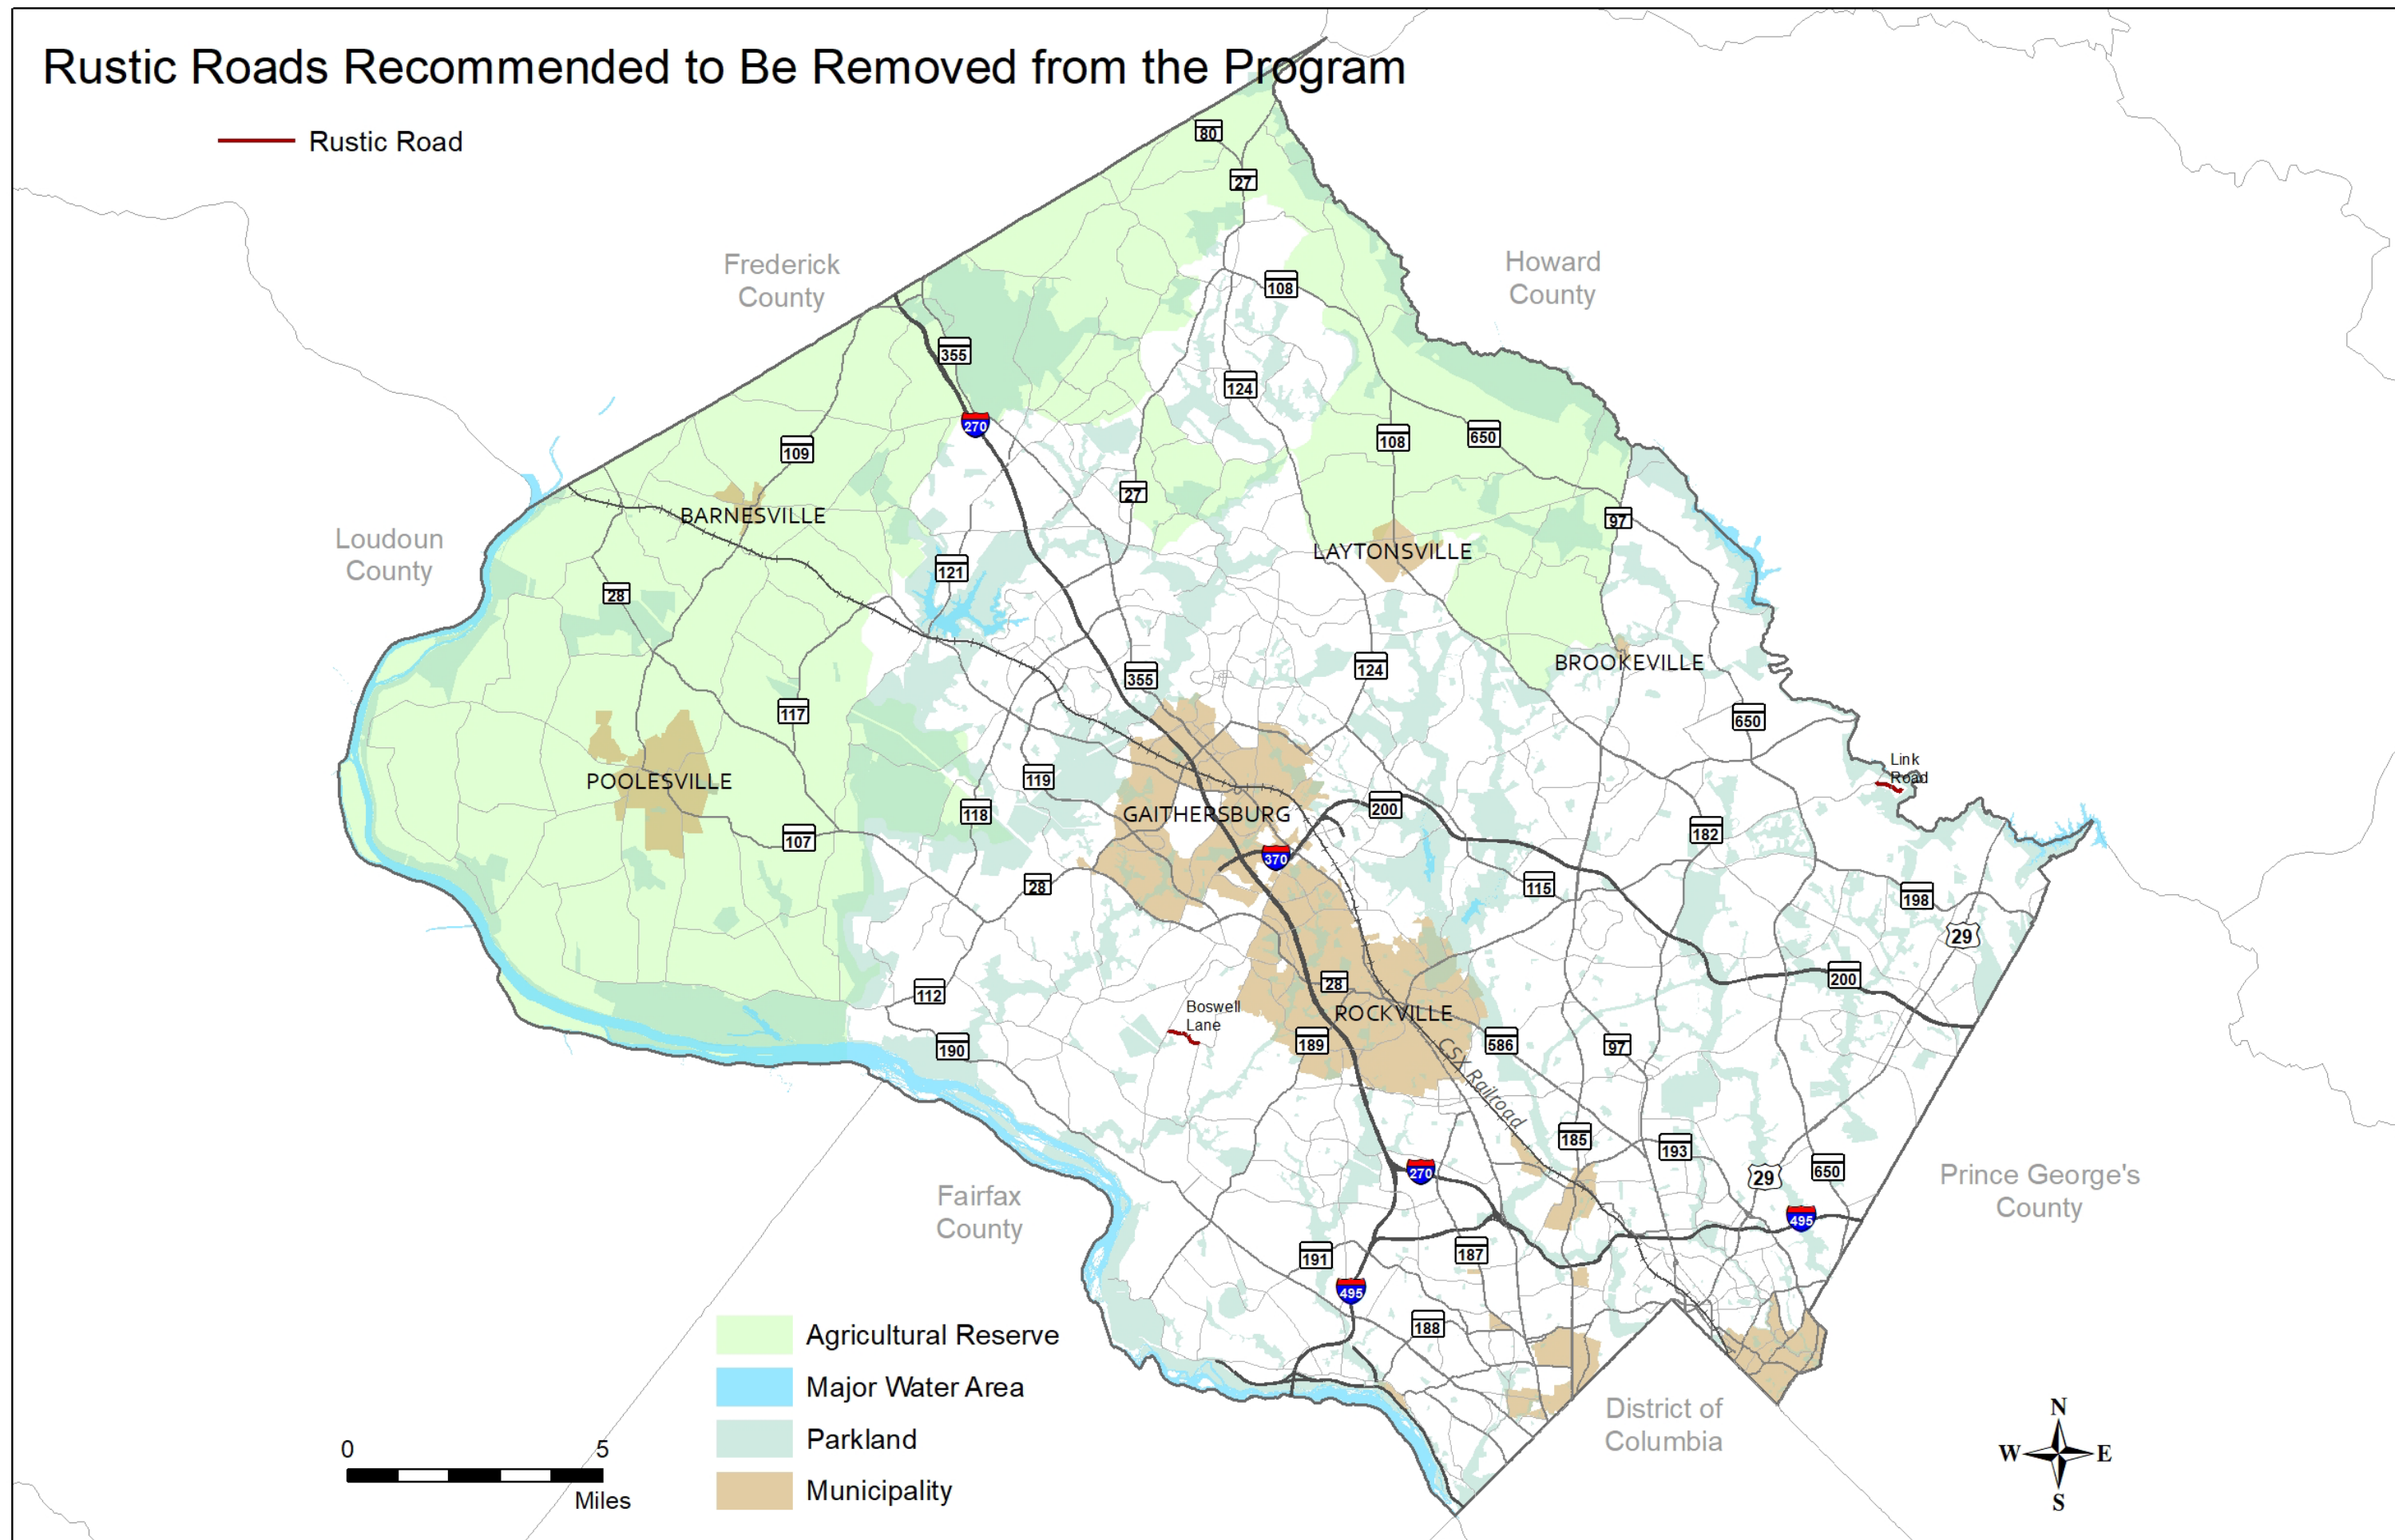 Rustic Roads Recommended to Be Removed from the Program
Rustic Road
80
27
Frederick
County
Howard
County
108
355
124
270
109
108
650
27
BARNESVILLE
97
Loudoun
County
LAYTONSVILLE
121
28
BROOKEVILLE
124
355
117
650
Link
Road
POOLESVILLE
119
GAITHERSBURG
200
118
107
182
370
28
115
198
29
112
28
200
Boswell
Lane
ROCKVILLE
190
189
586
97
CSX Railroad
185
193
270
29
650
Prince George's
County
Fairfax
County
495
191
187
495
188
Agricultural Reserve
Major Water Area
Parkland
Municipality
District of
Columbia
0 5
Miles
N
W E
S